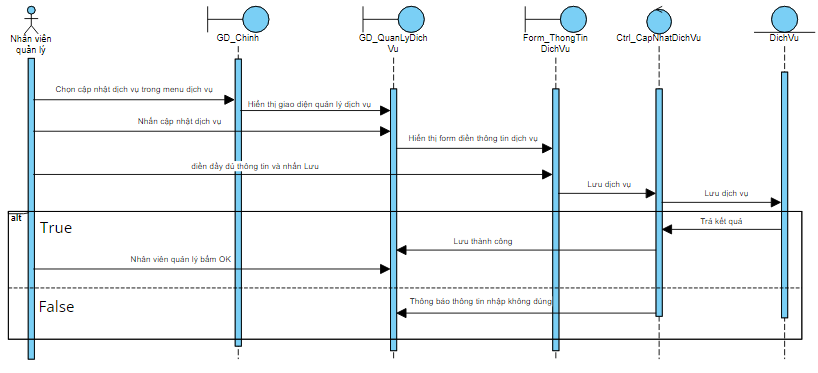 Nhân viên
quản lý
GD_Chinh
GD_QuanLyDich
Vu
Form_ThongTin
DichVu
Ctrl_CapNhatDichVu
DichVu
Chọn cập nhật dịch vụ trong menu dịch vụ
Hiển thị giao diện quản lý dịch vụ
Nhấn cập nhật dịch vụ
Hiển thị form điền thông tin dịch vụ
điền đầy đủ thông tin và nhấn Lưu
Lưu dịch vụ
Lưu dịch vụ
alt
True
Trả kết quả
Lưu thành công
Nhân viên quản lý bấm OK
False
Thông báo thông tin nhập không đúng